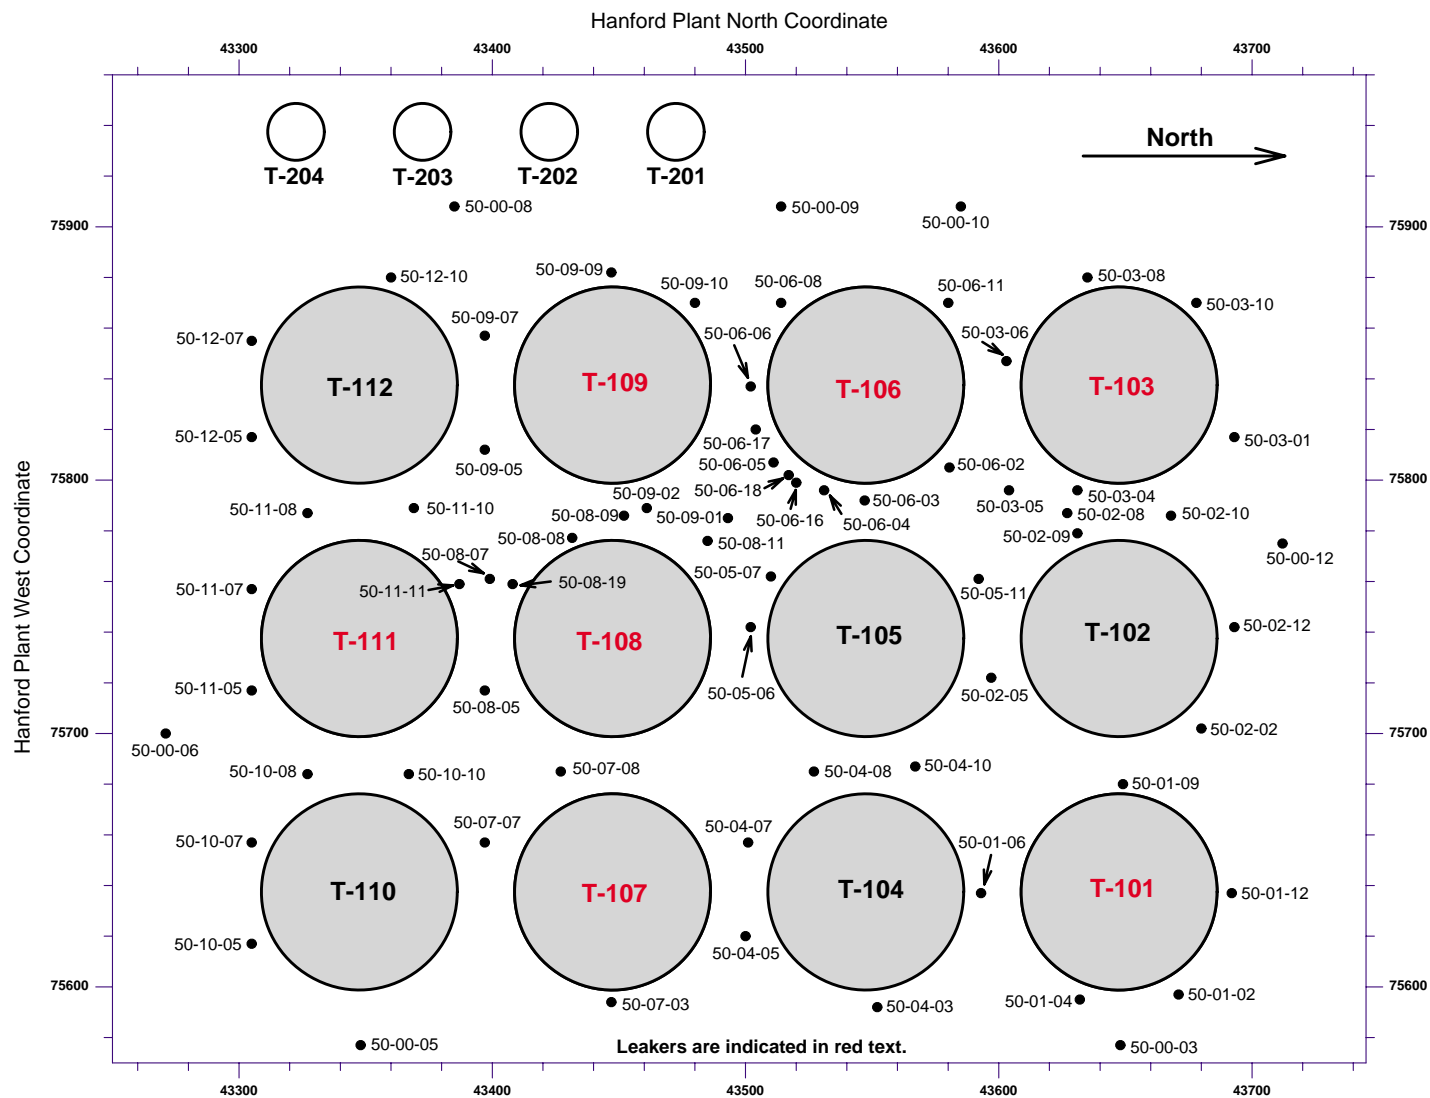 Hanford Plant North Coordinate
43300 43400 43500 43600 43700
North
T-204 T-203 T-202 T-201
50-00-08 50-00-09
50-00-10
75900 75900
50-09-09
50-12-10 50-09-10 50-06-08 50-06-11 50-03-08
50-03-10
50-09-07 50-06-06 50-03-06
50-12-07
T-112 T-109 T-106 T-103
50-12-05 50-06-17 50-03-01
50-09-05 50-06-05 50-06-02
75800 75800
50-06-18
50-09-02 50-06-03 50-03-04
50-11-08 50-11-10 50-08-09 50-09-01 50-06-16 50-06-04 50-03-05 50-02-08 50-02-10
50-08-08 50-08-11 50-02-09
50-08-07 50-00-12
50-11-07 50-11-11 50-08-19 50-05-07 50-05-11
T-111 T-108 T-105 T-102
50-02-12
50-11-05 50-08-05 50-05-06 50-02-05
75700 75700
50-00-06 50-02-02
50-10-08 50-10-10 50-07-08 50-04-08 50-04-10
50-01-09
50-07-07 50-04-07
50-10-07 50-01-06
T-110 T-107 T-104 T-101
50-01-12
50-10-05 50-04-05
75600 75600
50-07-03 50-04-03 50-01-04 50-01-02
50-00-05 Leakers are indicated in red text. 50-00-03
43300 43400 43500 43600 43700
Hanford Plant West Coordinate